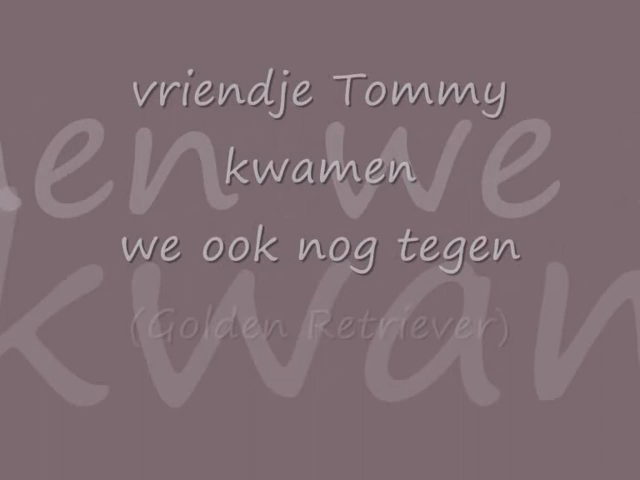 vriendje Tommy
kwamen
we ook nog tegen
(Golden Retriever)